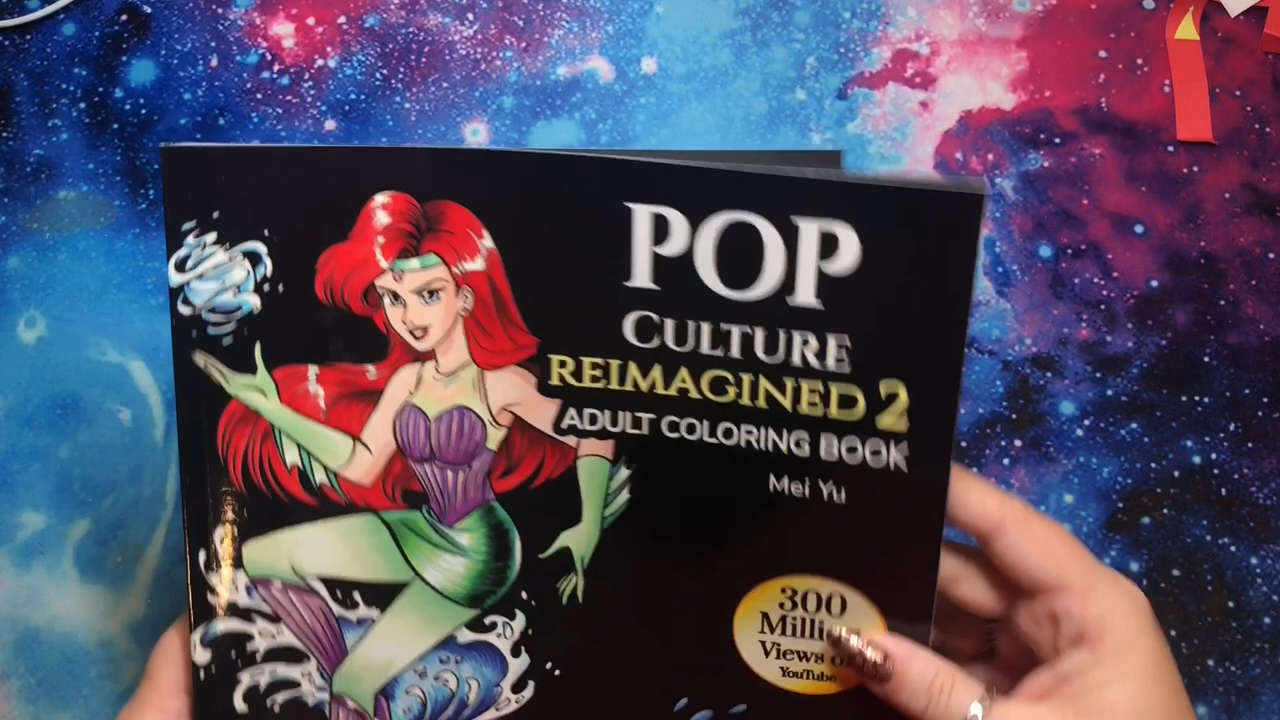 POP
CULTURE
REIMAGINED 2
ADULT COLORING BOOK
Mei Yu
300
Views
YouTube